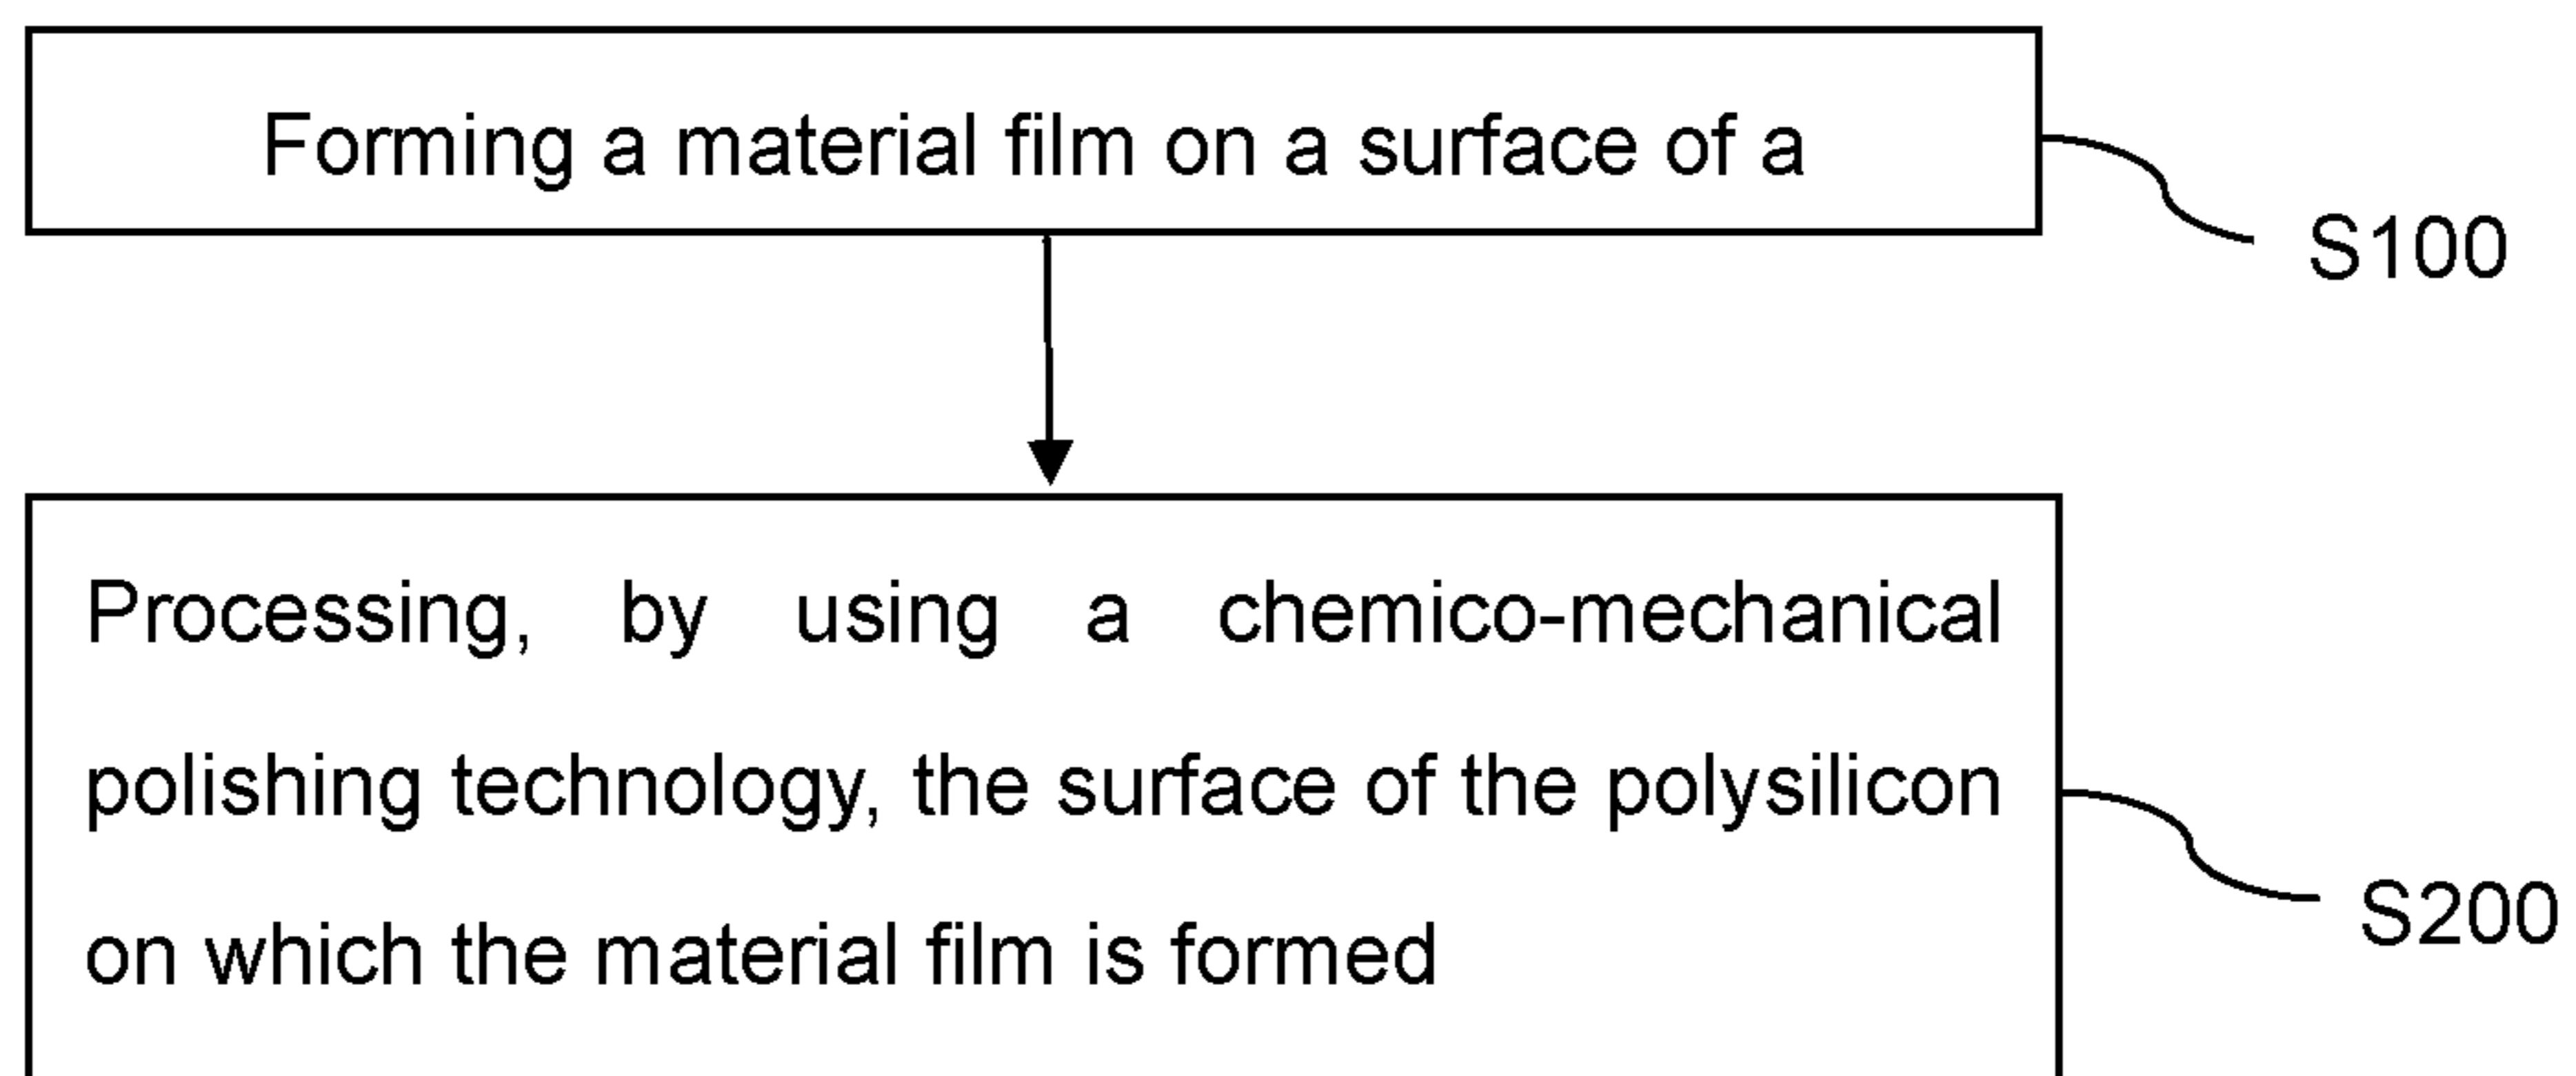 Forming a material film on a surface of a
S100
Processing, by using a chemico-mechanical
polishing technology, the surface of the polysilicon
on which the material film is formed
S200